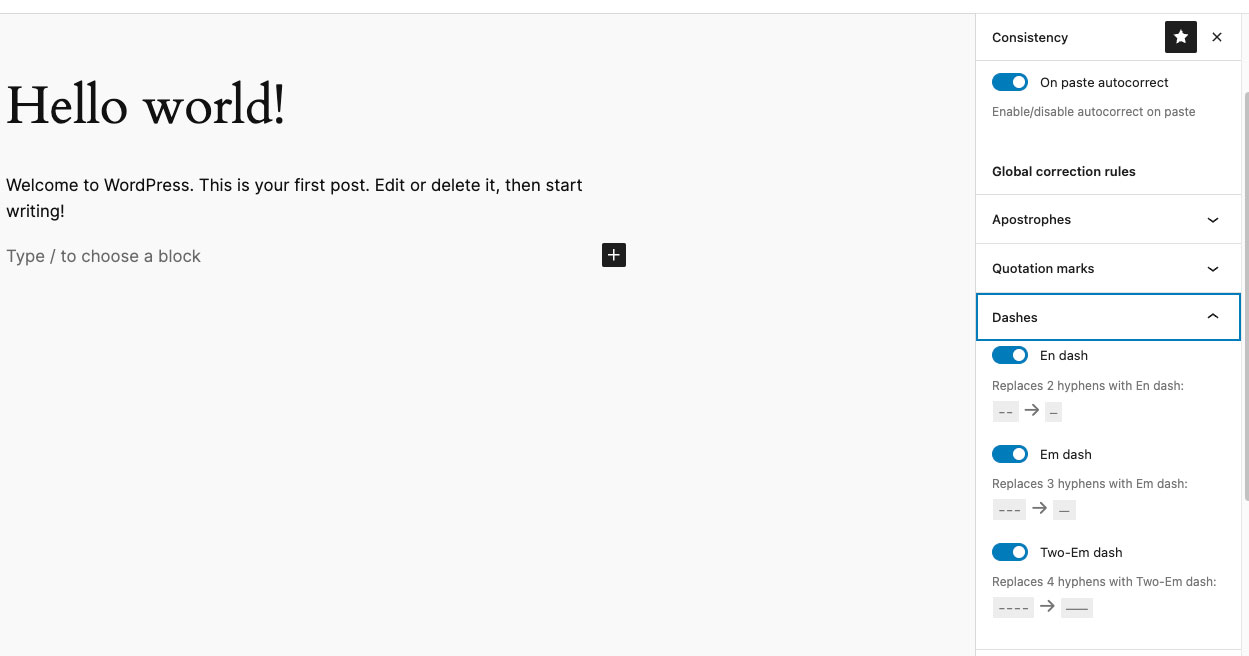 Consistency
Hello world!
Welcome to WordPress. This is your first post. Edit or delete it, then start
writing!
Type / to choose a block
On paste autocorrect
Enable/disable autocorrect on paste
Global correction rules
Apostrophes
Quotation marks
Dashes
En dash
Replaces 2 hyphens with En dash:
-- → –
Em dash
Replaces 3 hyphens with Em dash:
--- → —
Two-Em dash
Replaces 4 hyphens with Two-Em dash:
---- → ⸺